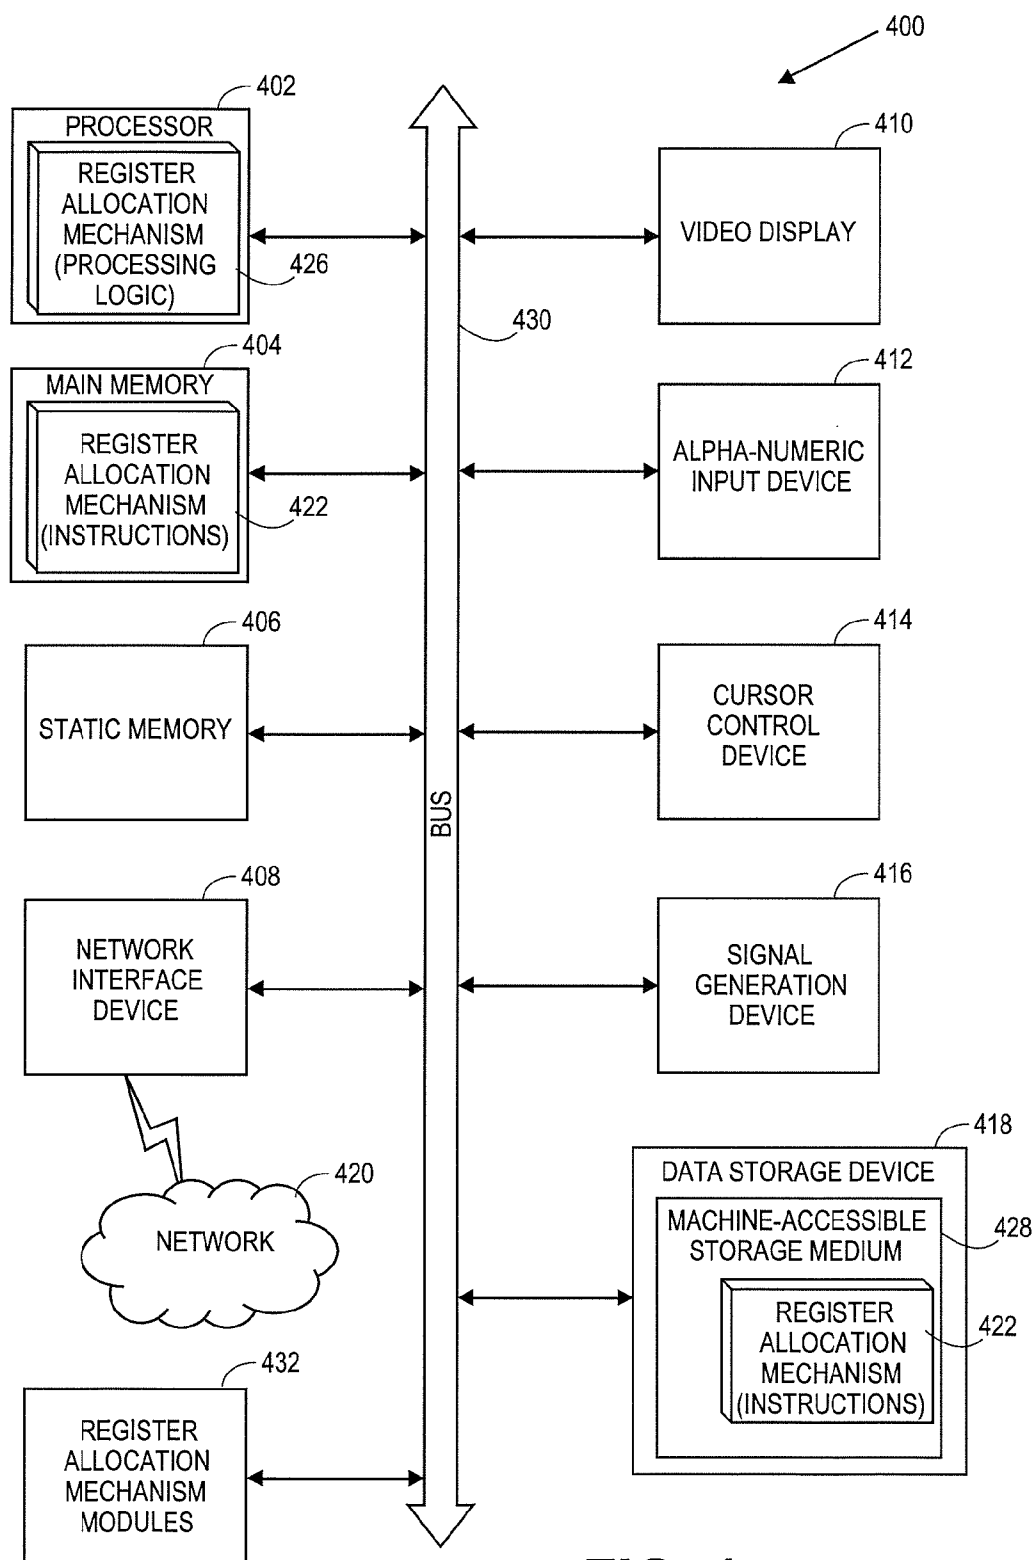 400
402
PROCESSOR
REGISTER
ALLOCATION
MECHANISM
(PROCESSING
LOGIC)
426
404
MAIN MEMORY
REGISTER
ALLOCATION
MECHANISM
(INSTRUCTIONS)
422
406
STATIC MEMORY
408
NETWORK
INTERFACE
DEVICE
420
NETWORK
432
REGISTER
ALLOCATION
MECHANISM
MODULES
430
BUS
410
VIDEO DISPLAY
412
ALPHA-NUMERIC
INPUT DEVICE
414
CURSOR
CONTROL
DEVICE
416
SIGNAL
GENERATION
DEVICE
418
DATA STORAGE DEVICE
MACHINE-ACCESSIBLE
STORAGE MEDIUM
428
REGISTER
ALLOCATION
MECHANISM
(INSTRUCTIONS)
422